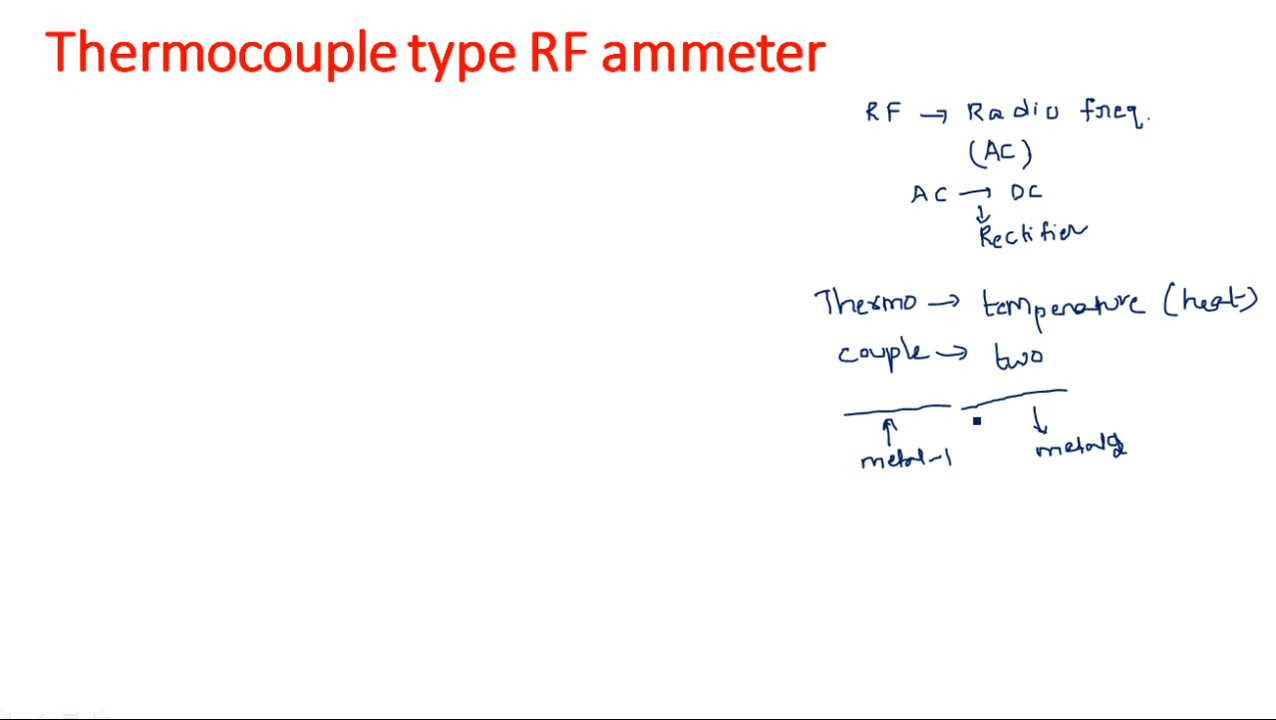 Thermocouple type RF ammeter
RF → Radio freq.
(AC)
AC → DC
↓
Rectifier
Thermo → temperature (heat)
couple → two
metal-1 metal2